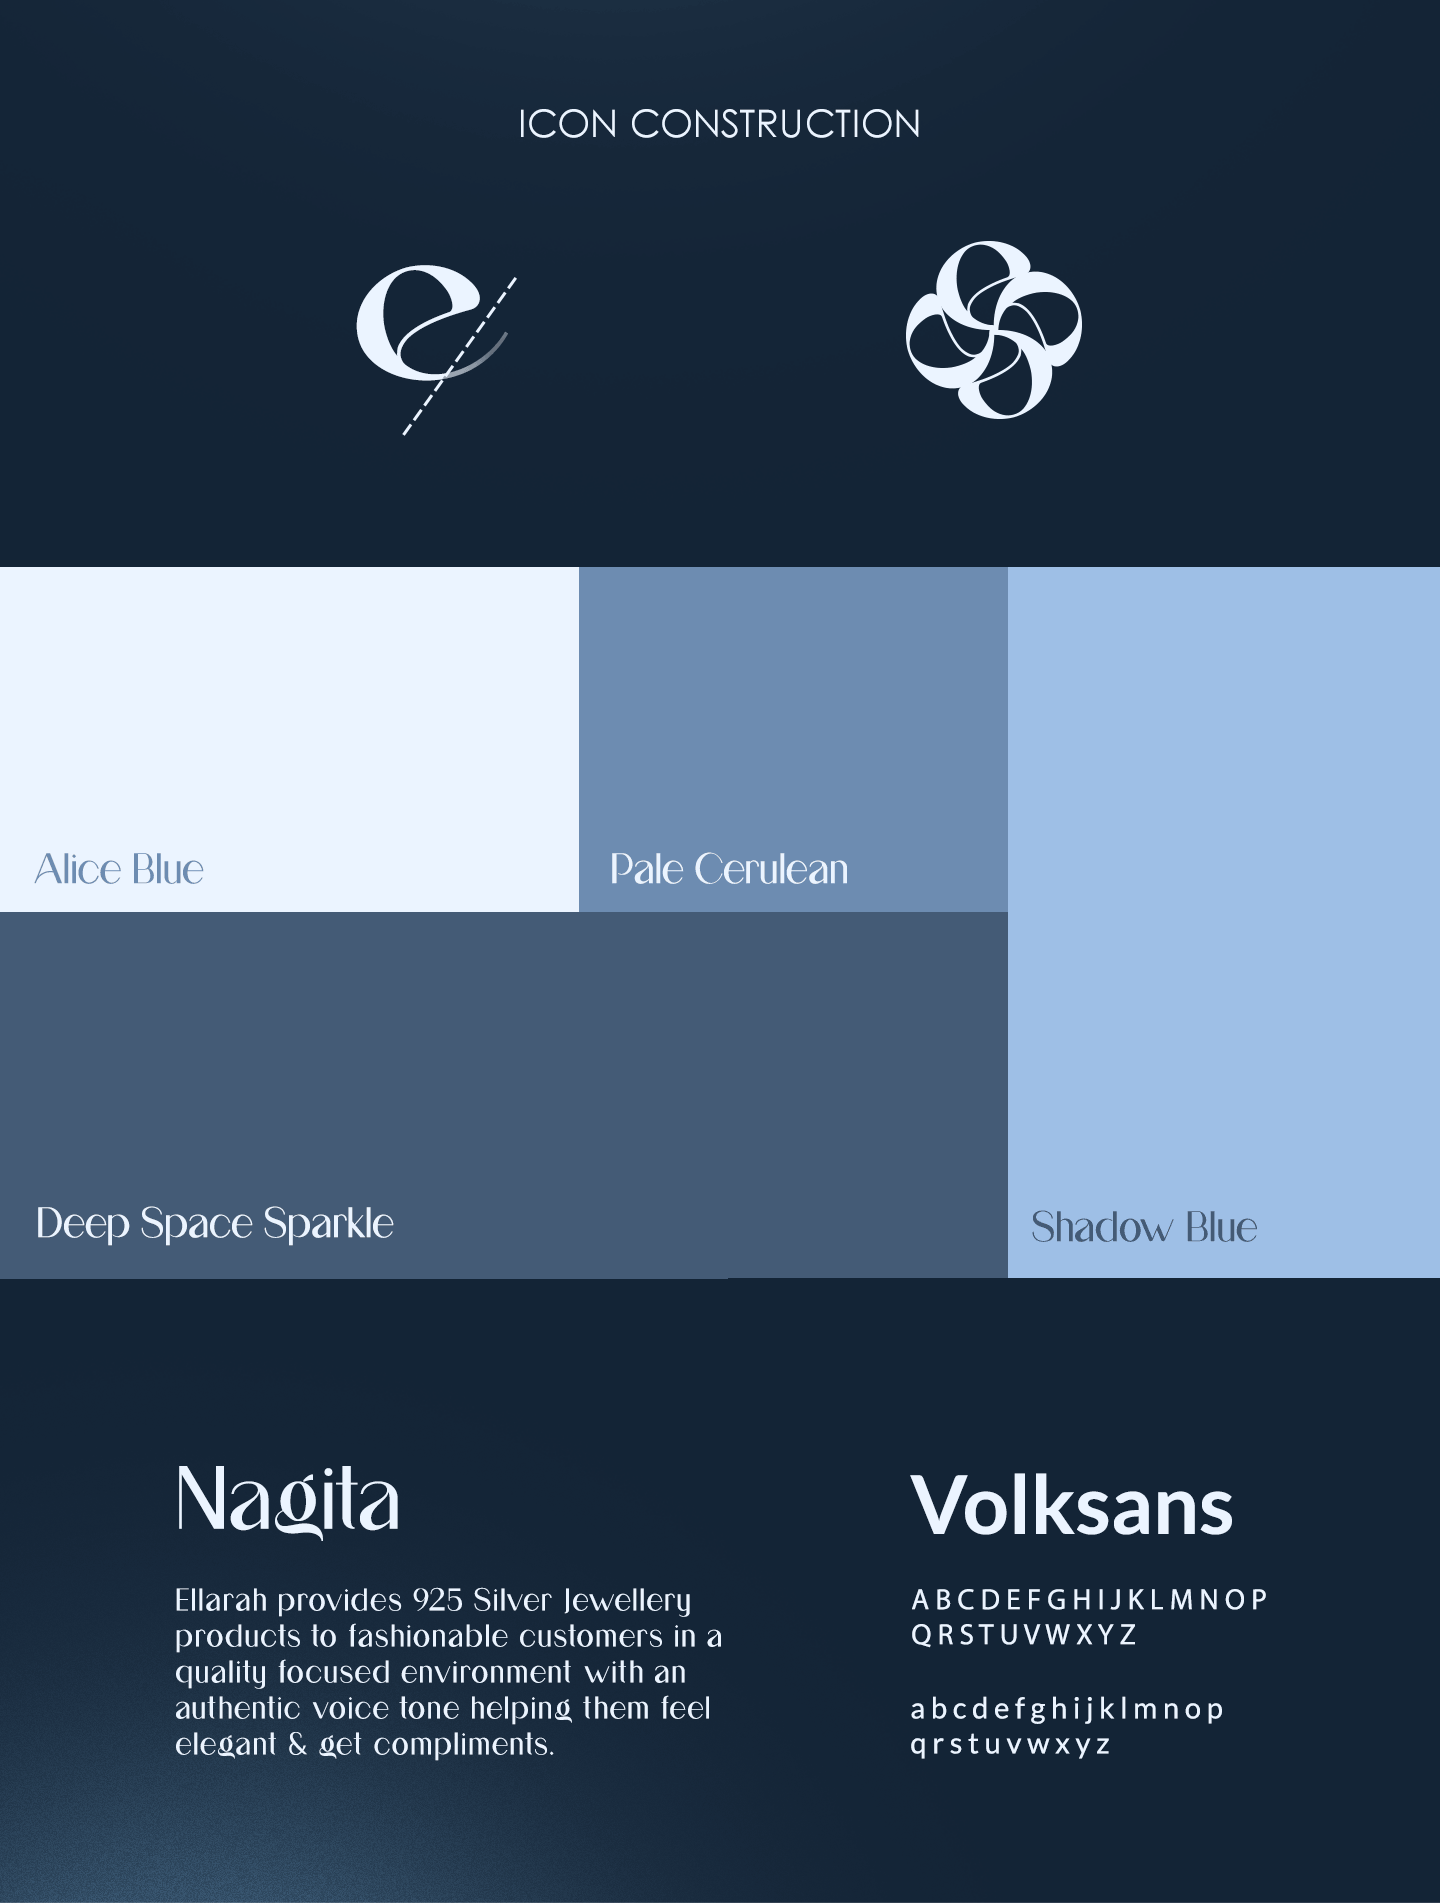 ICON CONSTRUCTION
e
Alice Blue
Pale Cerulean
Deep Space Sparkle
Shadow Blue
Nagita
Ellarah provides 925 Silver Jewellery
products to fashionable customers in a
quality focused environment with an
authentic voice tone helping them feel
elegant & get compliments.
Volksans
A B C D E F G H I J K L M N O P
Q R S T U V W X Y Z
a b c d e f g h i j k l m n o p
q r s t u v w x y z